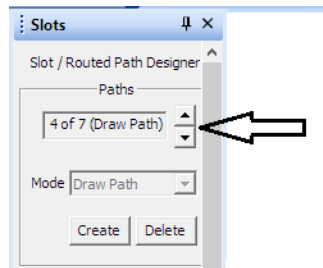 Slots
Slot / Routed Path Designer
Paths
4 of 7 (Draw Path)
Mode Draw Path
Create Delete